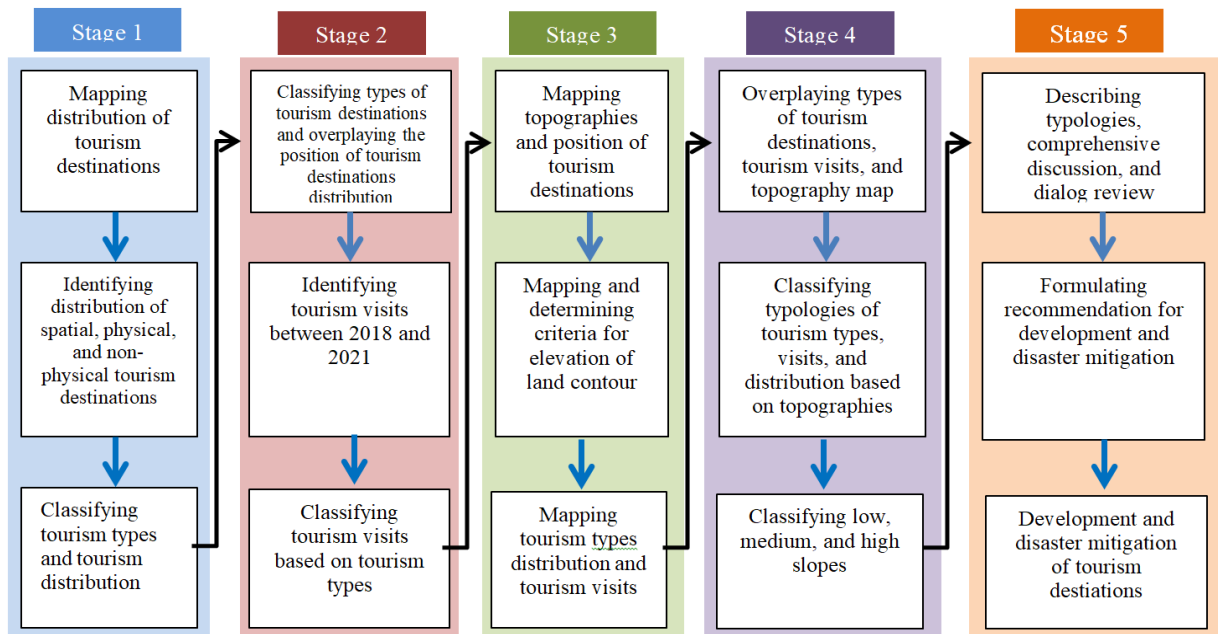 Stage 1
Mapping
distribution of
tourism
destinations
Identifying
distribution of
spatial, physical,
and non-
physical tourism
destinations
Classifying
tourism types
and tourism
distribution
Stage 2
Classifying types of
tourism destinations
and overplaying the
position of tourism
destinations
distribution
Identifying
tourism visits
between 2018 and
2021
Classifying
tourism visits
based on tourism
types
Stage 3
Mapping
topographies
and position of
tourism
destinations
Mapping and
determining
criteria for
elevation of
land contour
Mapping
tourism types
distribution and
tourism visits
Stage 4
Overplaying types
of tourism
destinations,
tourism visits, and
topography map
Classifying
typologies of
tourism types,
visits, and
distribution based
on topographies
Classifying low,
medium, and high
slopes
Stage 5
Describing
typologies,
comprehensive
discussion, and
dialog review
Formulating
recommendation for
development and
disaster mitigation
Development and
disaster mitigation
of tourism
destiations